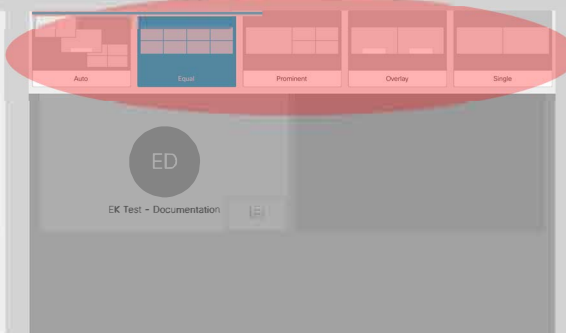 Auto
Equal
Prominent
Overlay
Single
ED
EK Test - Documentation